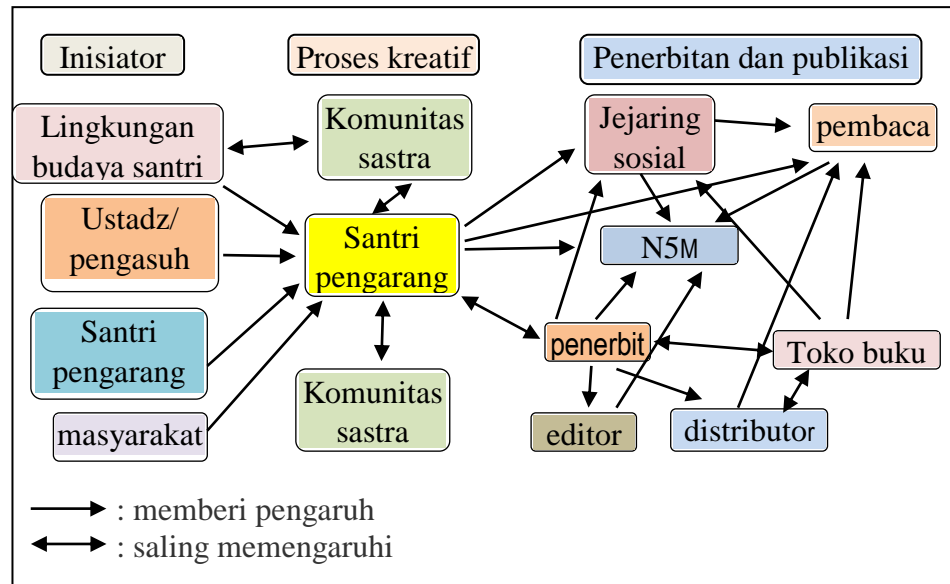 Inisiator
Proses kreatif
Penerbitan dan publikasi
Lingkungan
budaya santri
Komunitas
sastra
Jejaring
sosial
pembaca
Ustadz/
pengasuh
Santri
pengarang
N5M
Santri
pengarang
penerbit
Toko buku
Komunitas
sastra
masyarakat
editor
distributor
: memberi pengaruh
: saling memengaruhi